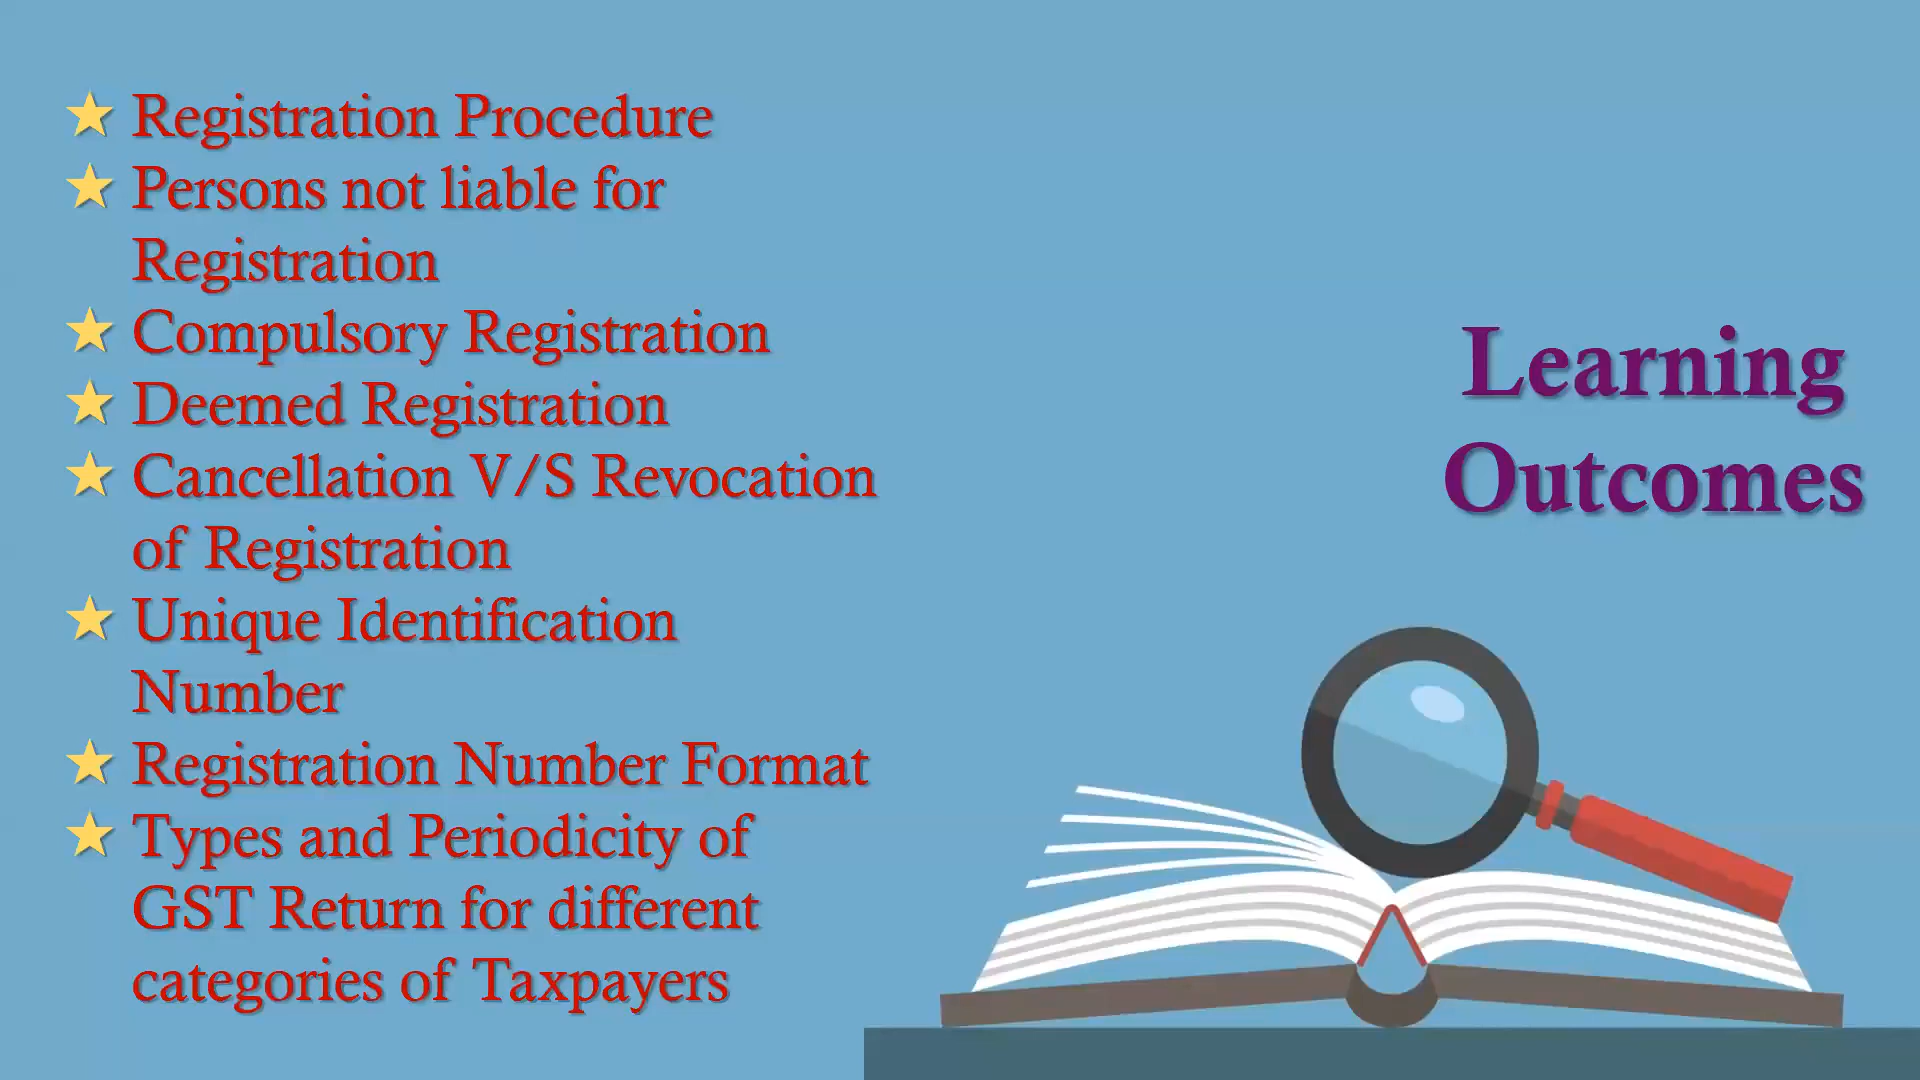 Registration Procedure
Persons not liable for
Registration
Compulsory Registration
Deemed Registration
Cancellation V/S Revocation
of Registration
Unique Identification
Number
Registration Number Format
Types and Periodicity of
GST Return for different
categories of Taxpayers
Learning
Outcomes